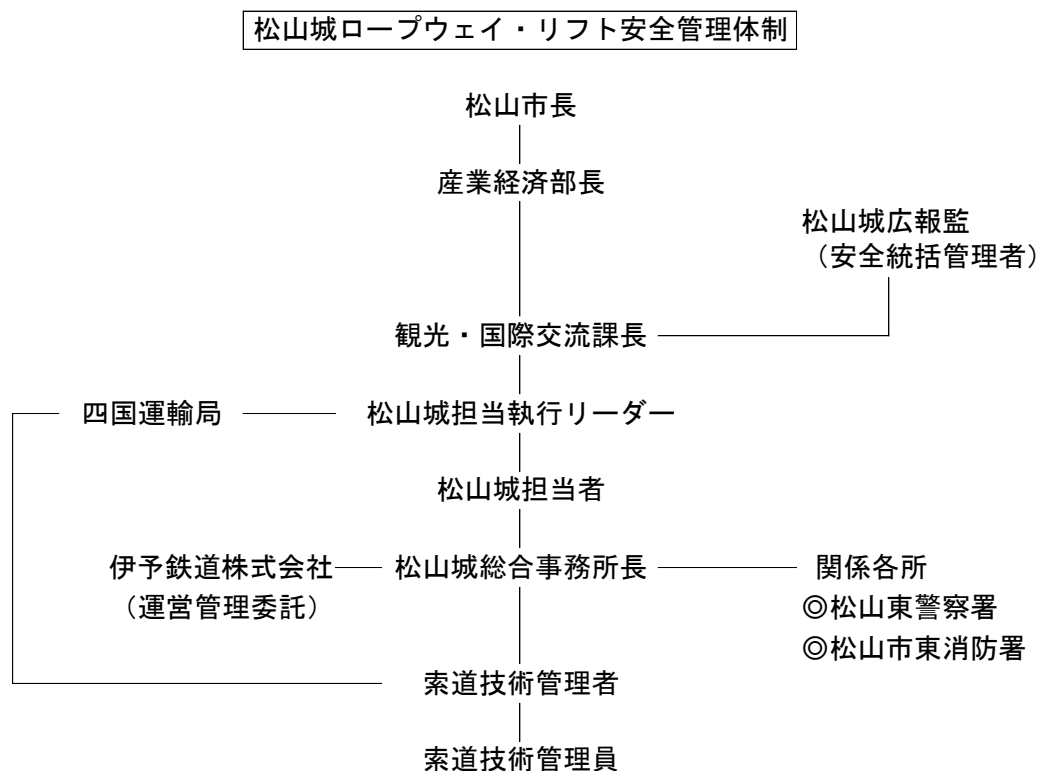 松山城ロープウェイ・リフト安全管理体制
松山市長
産業経済部長
松山城広報監
（安全統括管理者）
観光・国際交流課長
四国運輸局
松山城担当執行リーダー
松山城担当者
伊予鉄道株式会社
（運営管理委託）
松山城総合事務所長
関係各所
◎松山東警察署
◎松山市東消防署
索道技術管理者
索道技術管理員